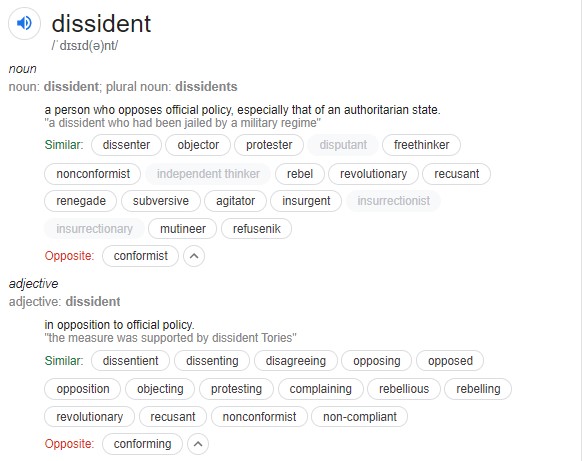 dissident
/ˈdɪsɪd(ə)nt/
noun
noun: dissident; plural noun: dissidents
a person who opposes official policy, especially that of an authoritarian state.
"a dissident who had been jailed by a military regime"
Similar: dissenter objector protester disputant freethinker
nonconformist independent thinker rebel revolutionary recusant
renegade subversive agitator insurgent insurrectionist
insurrectionary mutineer refusenik
Opposite: conformist
adjective
adjective: dissident
in opposition to official policy.
"the measure was supported by dissident Tories"
Similar: dissentient dissenting disagreeing opposing opposed
opposition objecting protesting complaining rebellious rebelling
revolutionary recusant nonconformist non-compliant
Opposite: conforming